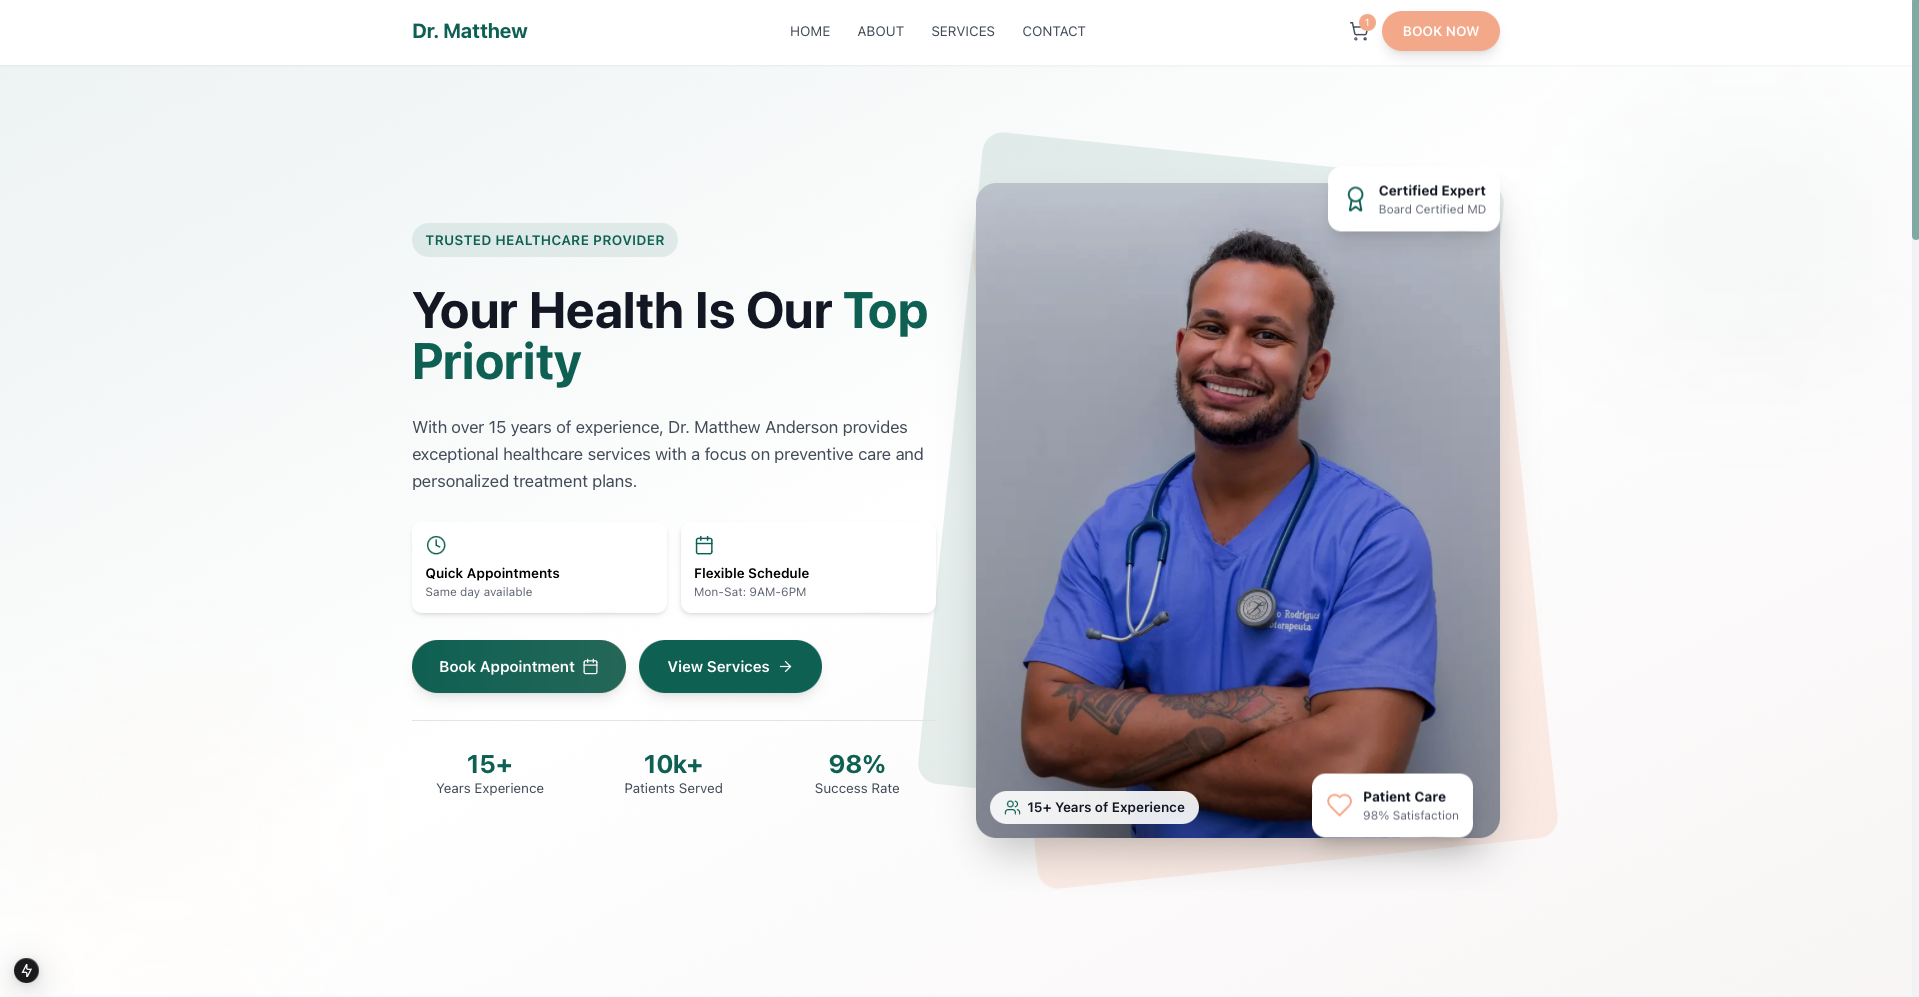 Dr. Matthew
HOME
ABOUT
SERVICES
CONTACT
1
BOOK NOW
TRUSTED HEALTHCARE PROVIDER
Your Health Is Our Top
Priority
With over 15 years of experience, Dr. Matthew Anderson provides
exceptional healthcare services with a focus on preventive care and
personalized treatment plans.
Quick Appointments
Same day available
Flexible Schedule
Mon-Sat: 9AM-6PM
Book Appointment
View Services
15+
Years Experience
10k+
Patients Served
98%
Success Rate
Certified Expert
Board Certified MD
15+ Years of Experience
Patient Care
98% Satisfaction